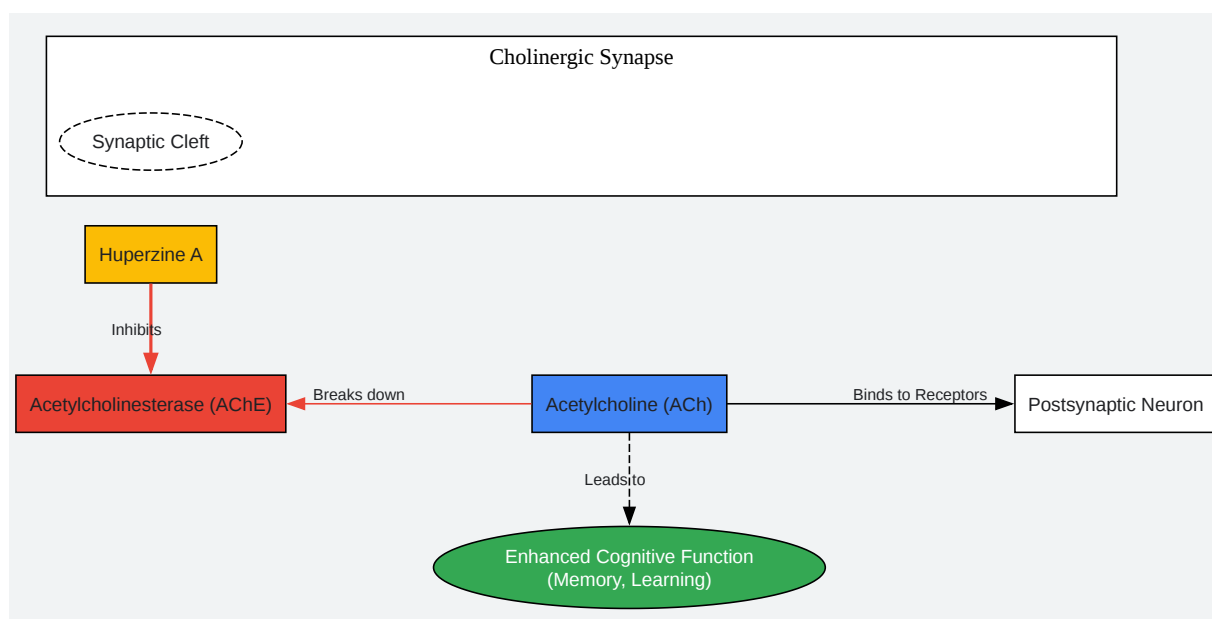 Cholinergic Synapse
Synaptic Cleft
Huperzine A
Inhibits
Acetylcholinesterase (AChE)
Breaks down
Acetylcholine (ACh)
Binds to Receptors
Postsynaptic Neuron
Leads to
Enhanced Cognitive Function
(Memory, Learning)